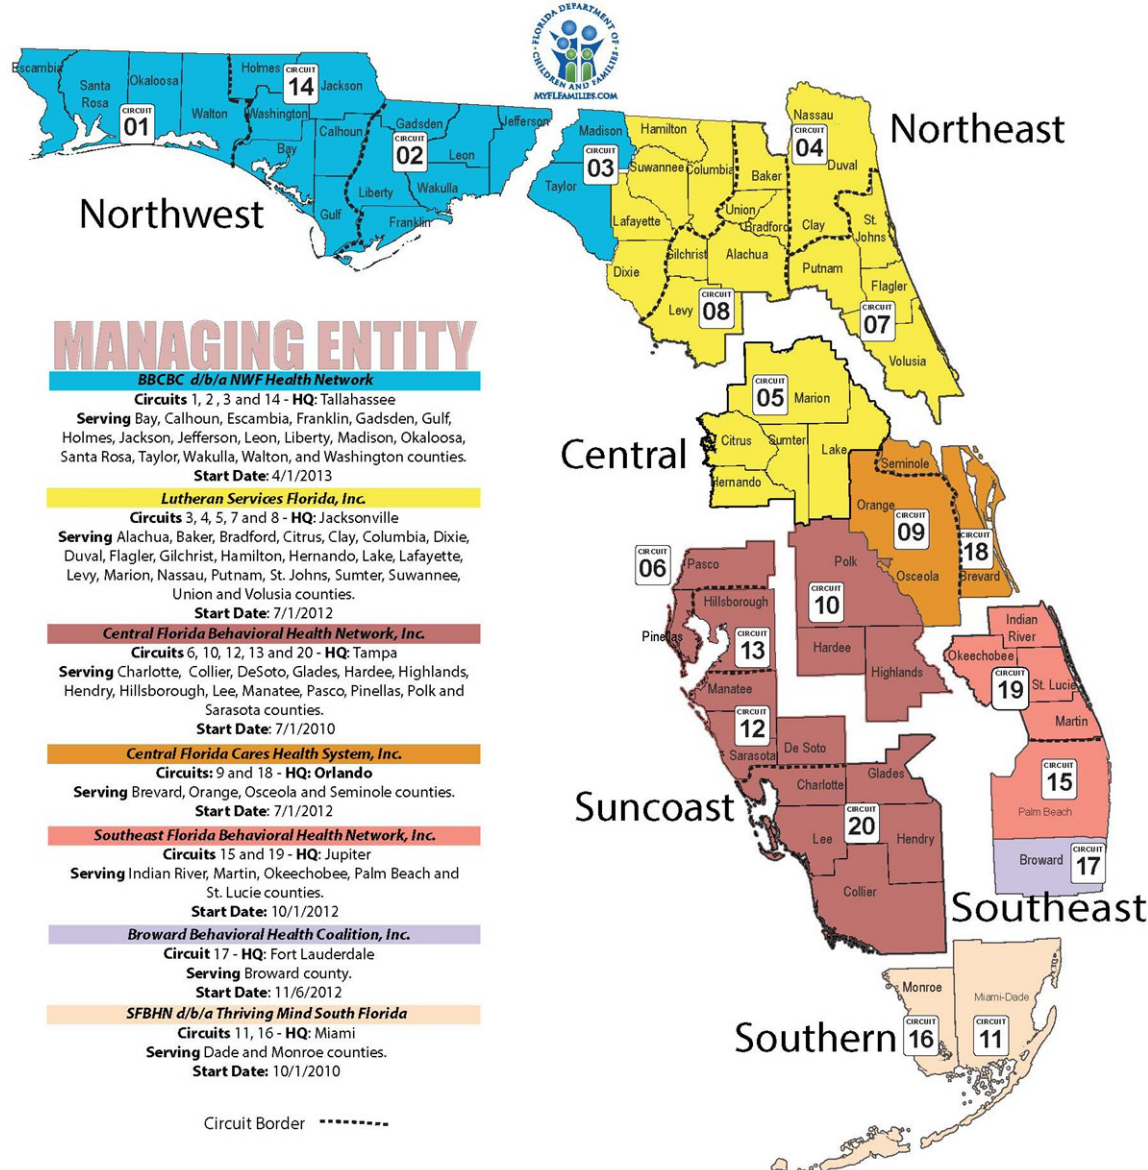 FLORIDA DEPARTMENT OF CHILDREN AND FAMILIES
MYFLFAMILIES.COM
Northwest
Escambia
Santa
Rosa
Okaloosa
Walton
CIRCUIT
01
Holmes
CIRCUIT
14
Jackson
Washington
Calhoun
Bay
Gulf
Gadsden
CIRCUIT
02
Jefferson
Leon
Liberty
Wakulla
Franklin
Northeast
Madison
CIRCUIT
03
Taylor
Hamilton
Suwannee
Columbia
Lafayette
Dixie
Baker
Union
Bradford
Gilchrist
Alachua
Levy
CIRCUIT
08
Nassau
CIRCUIT
04
Duval
Clay
St.
Johns
Putnam
Flagler
CIRCUIT
07
Volusia
MANAGING ENTITY
BBCBC d/b/a NWF Health Network
Circuits 1, 2 , 3 and 14 - HQ: Tallahassee
Serving Bay, Calhoun, Escambia, Franklin, Gadsden, Gulf,
Holmes, Jackson, Jefferson, Leon, Liberty, Madison, Okaloosa,
Santa Rosa, Taylor, Wakulla, Walton, and Washington counties.
Start Date: 4/1/2013
Lutheran Services Florida, Inc.
Circuits 3, 4, 5, 7 and 8 - HQ: Jacksonville
Serving Alachua, Baker, Bradford, Citrus, Clay, Columbia, Dixie,
Duval, Flagler, Gilchrist, Hamilton, Hernando, Lake, Lafayette,
Levy, Marion, Nassau, Putnam, St. Johns, Sumter, Suwannee,
Union and Volusia counties.
Start Date: 7/1/2012
Central Florida Behavioral Health Network, Inc.
Circuits 6, 10, 12, 13 and 20 - HQ: Tampa
Serving Charlotte, Collier, DeSoto, Glades, Hardee, Highlands,
Hendry, Hillsborough, Lee, Manatee, Pasco, Pinellas, Polk and
Sarasota counties.
Start Date: 7/1/2010
Central Florida Cares Health System, Inc.
Circuits: 9 and 18 - HQ: Orlando
Serving Brevard, Orange, Osceola and Seminole counties.
Start Date: 7/1/2012
Southeast Florida Behavioral Health Network, Inc.
Circuits 15 and 19 - HQ: Jupiter
Serving Indian River, Martin, Okeechobee, Palm Beach and
St. Lucie counties.
Start Date: 10/1/2012
Broward Behavioral Health Coalition, Inc.
Circuit 17 - HQ: Fort Lauderdale
Serving Broward county.
Start Date: 11/6/2012
SFBHN d/b/a Thriving Mind South Florida
Circuits 11, 16 - HQ: Miami
Serving Dade and Monroe counties.
Start Date: 10/1/2010
Circuit Border
Central
CIRCUIT
05
Marion
Citrus
Sumter
Lake
Hernando
Seminole
Orange
CIRCUIT
09
Osceola
CIRCUIT
18
Brevard
Suncoast
CIRCUIT
06
Pasco
Pinellas
Hillsborough
CIRCUIT
13
Polk
CIRCUIT
10
Hardee
Highlands
Manatee
CIRCUIT
12
Sarasota
De Soto
Charlotte
Glades
CIRCUIT
20
Lee
Hendry
Collier
Southeast
Indian
River
Okeechobee
CIRCUIT
19
St. Lucie
Martin
CIRCUIT
15
Palm Beach
Broward
CIRCUIT
17
Southern
Monroe
CIRCUIT
16
Miami-Dade
CIRCUIT
11